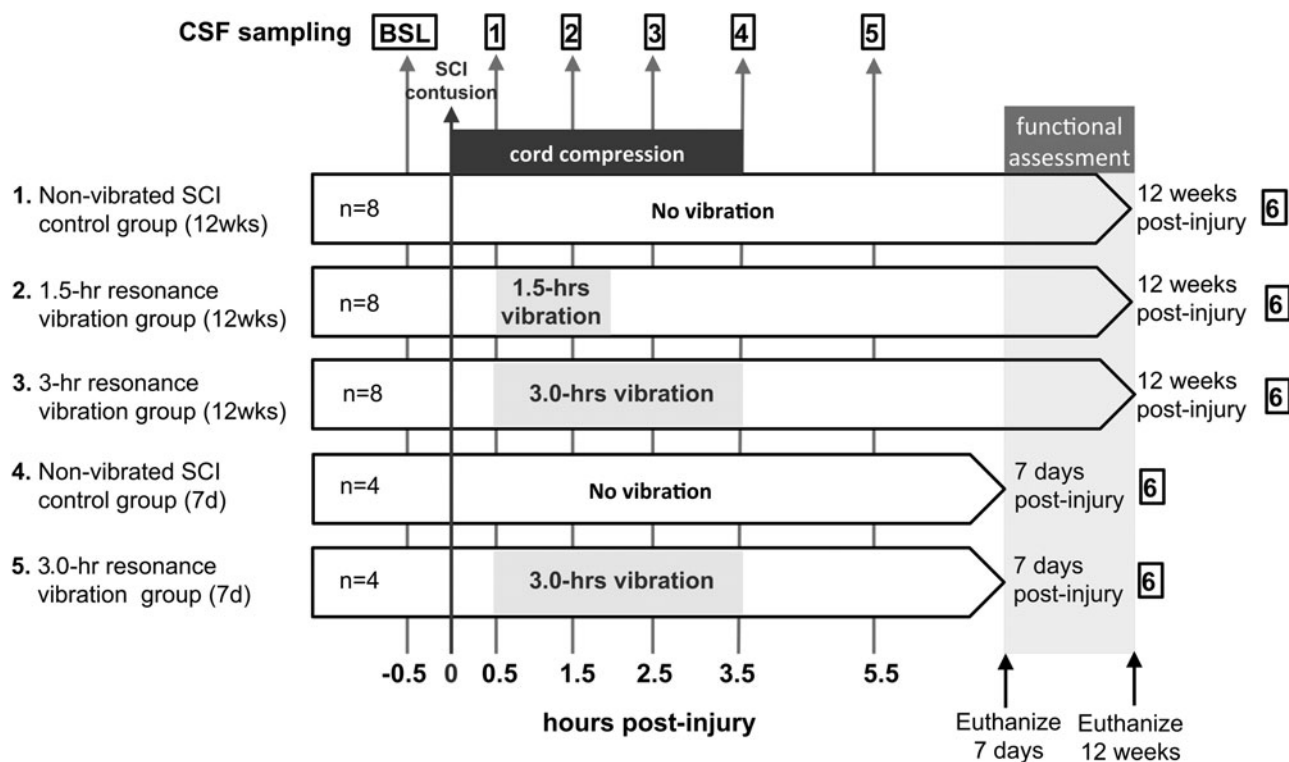 CSF sampling BSL 1 2 3 4 5
SCI
contusion
functional
assessment
cord compression
1. Non-vibrated SCI
control group (12wks)
n=8
No vibration
12 weeks
post-injury
6
2. 1.5-hr resonance
vibration group (12wks)
n=8
1.5-hrs
vibration
12 weeks
post-injury
6
3. 3-hr resonance
vibration group (12wks)
n=8
3.0-hrs vibration
12 weeks
post-injury
6
4. Non-vibrated SCI
control group (7d)
n=4
No vibration
7 days
post-injury
6
5. 3.0-hr resonance
vibration group (7d)
n=4
3.0-hrs vibration
7 days
post-injury
6
-0.5 0 0.5 1.5 2.5 3.5 5.5
hours post-injury
Euthanize
7 days
Euthanize
12 weeks